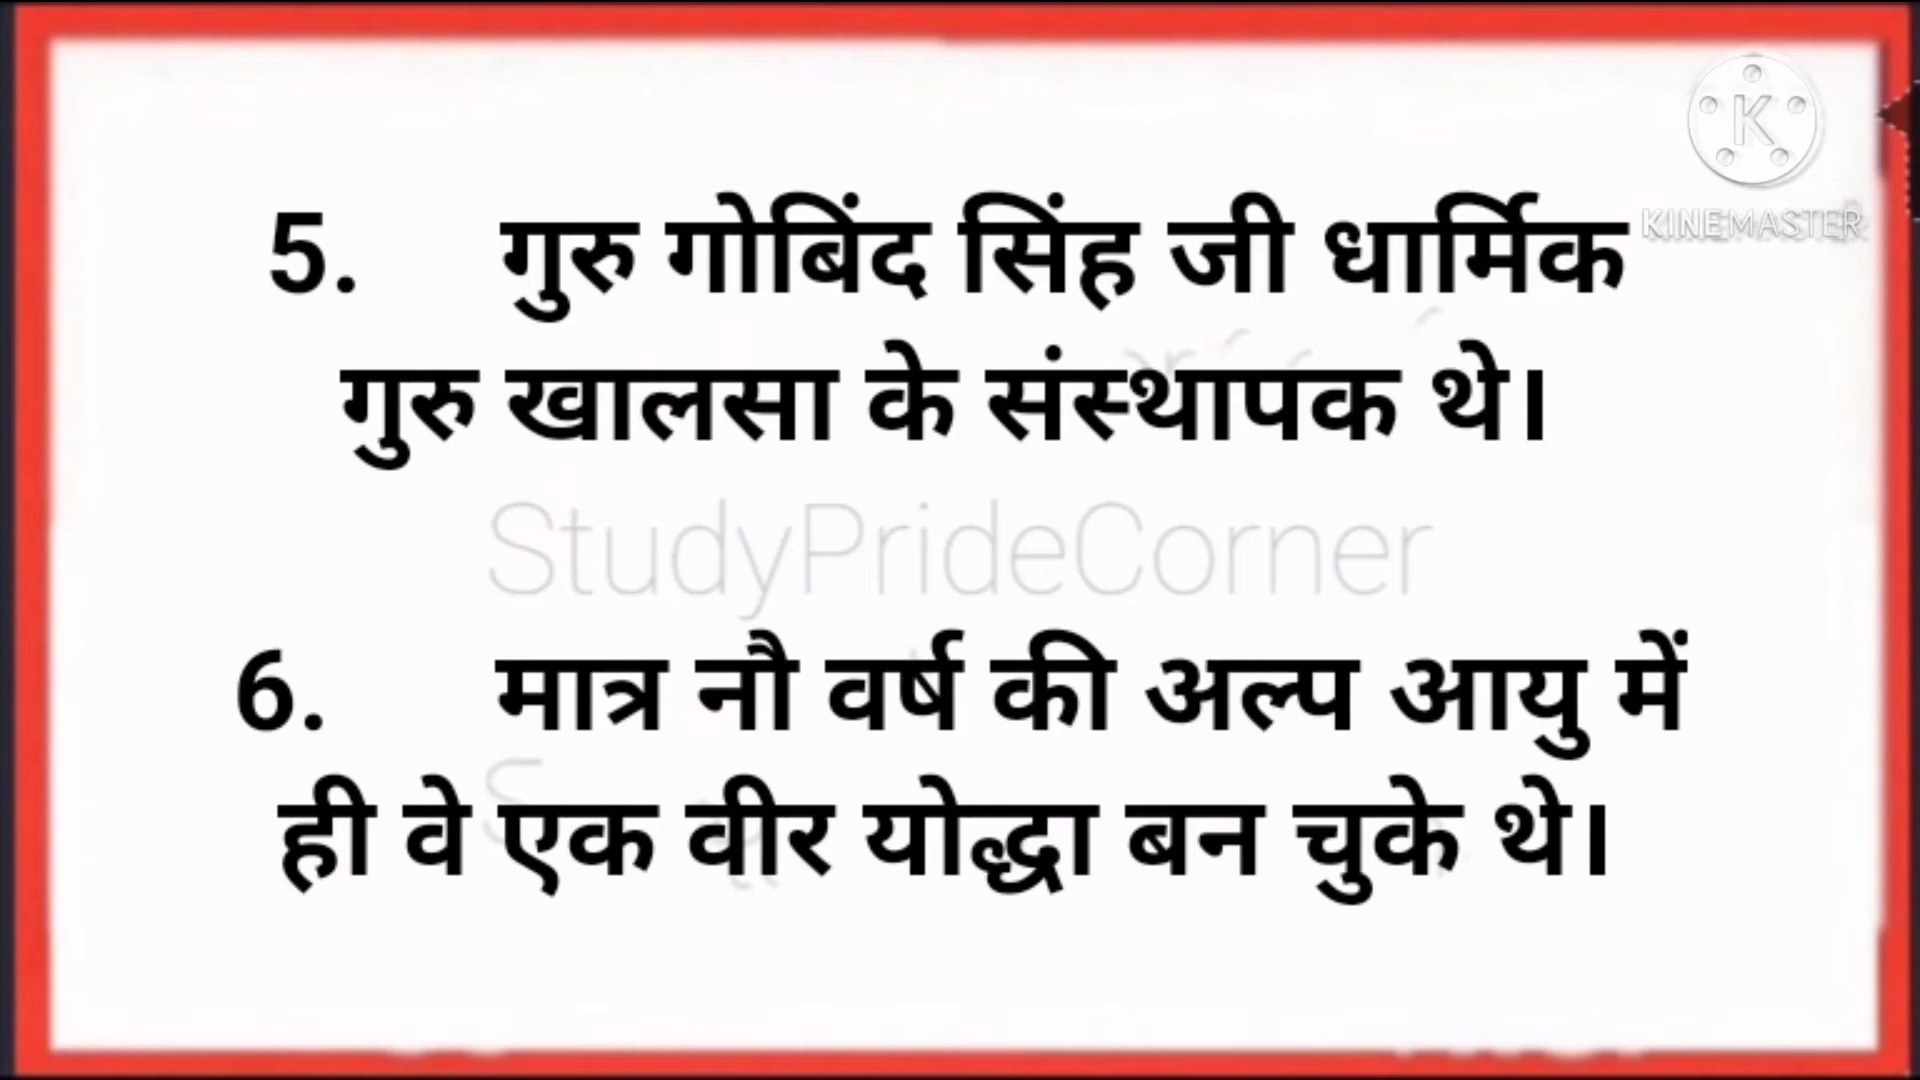 K
KINEMASTER
5. गुरु गोबिंद सिंह जी धार्मिक
गुरु खालसा के संस्थापक थे।
StudyPrideCorner
6. मात्र नौ वर्ष की अल्प आयु में
ही वे एक वीर योद्धा बन चुके थे।